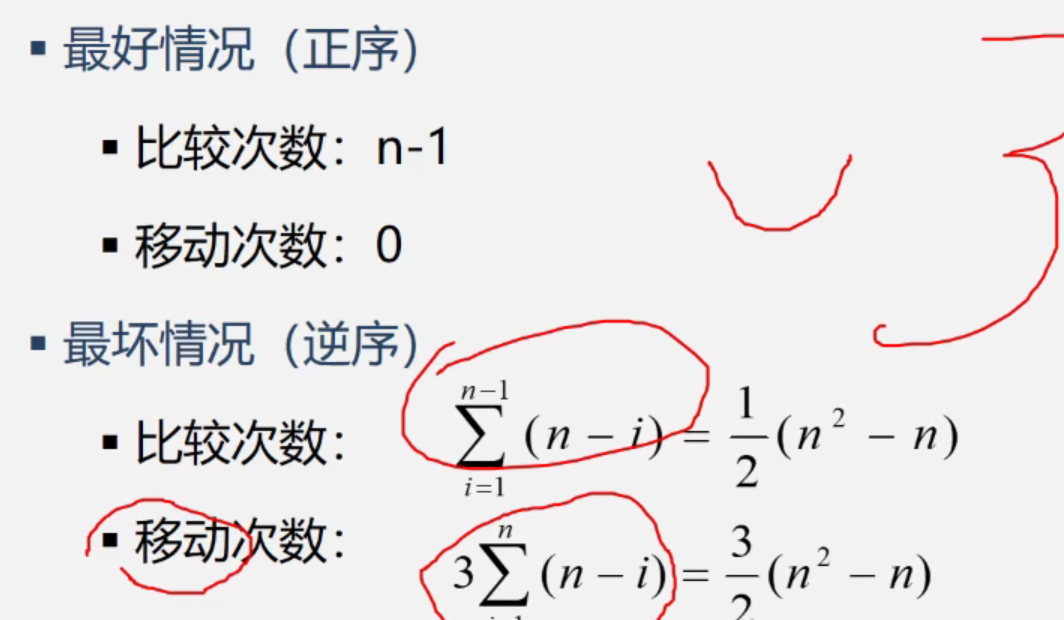 ▪ 最好情况（正序）
▪ 比较次数：n-1
▪ 移动次数：0
▪ 最坏情况（逆序）
▪ 比较次数： \sum_{i=1}^{n-1} (n - i) = \frac{1}{2}(n^2 - n)
▪ 移动次数： 3\sum_{i=1}^{n} (n - i) = \frac{3}{2}(n^2 - n)